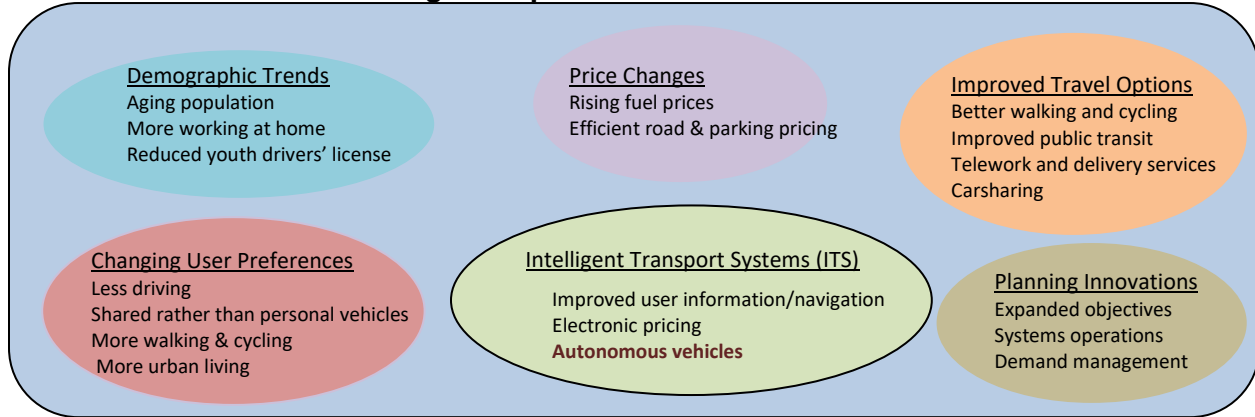 Demographic Trends
Aging population
More working at home
Reduced youth drivers’ license
Price Changes
Rising fuel prices
Efficient road & parking pricing
Improved Travel Options
Better walking and cycling
Improved public transit
Telework and delivery services
Carsharing
Changing User Preferences
Less driving
Shared rather than personal vehicles
More walking & cycling
More urban living
Intelligent Transport Systems (ITS)
Improved user information/navigation
Electronic pricing
Autonomous vehicles
Planning Innovations
Expanded objectives
Systems operations
Demand management